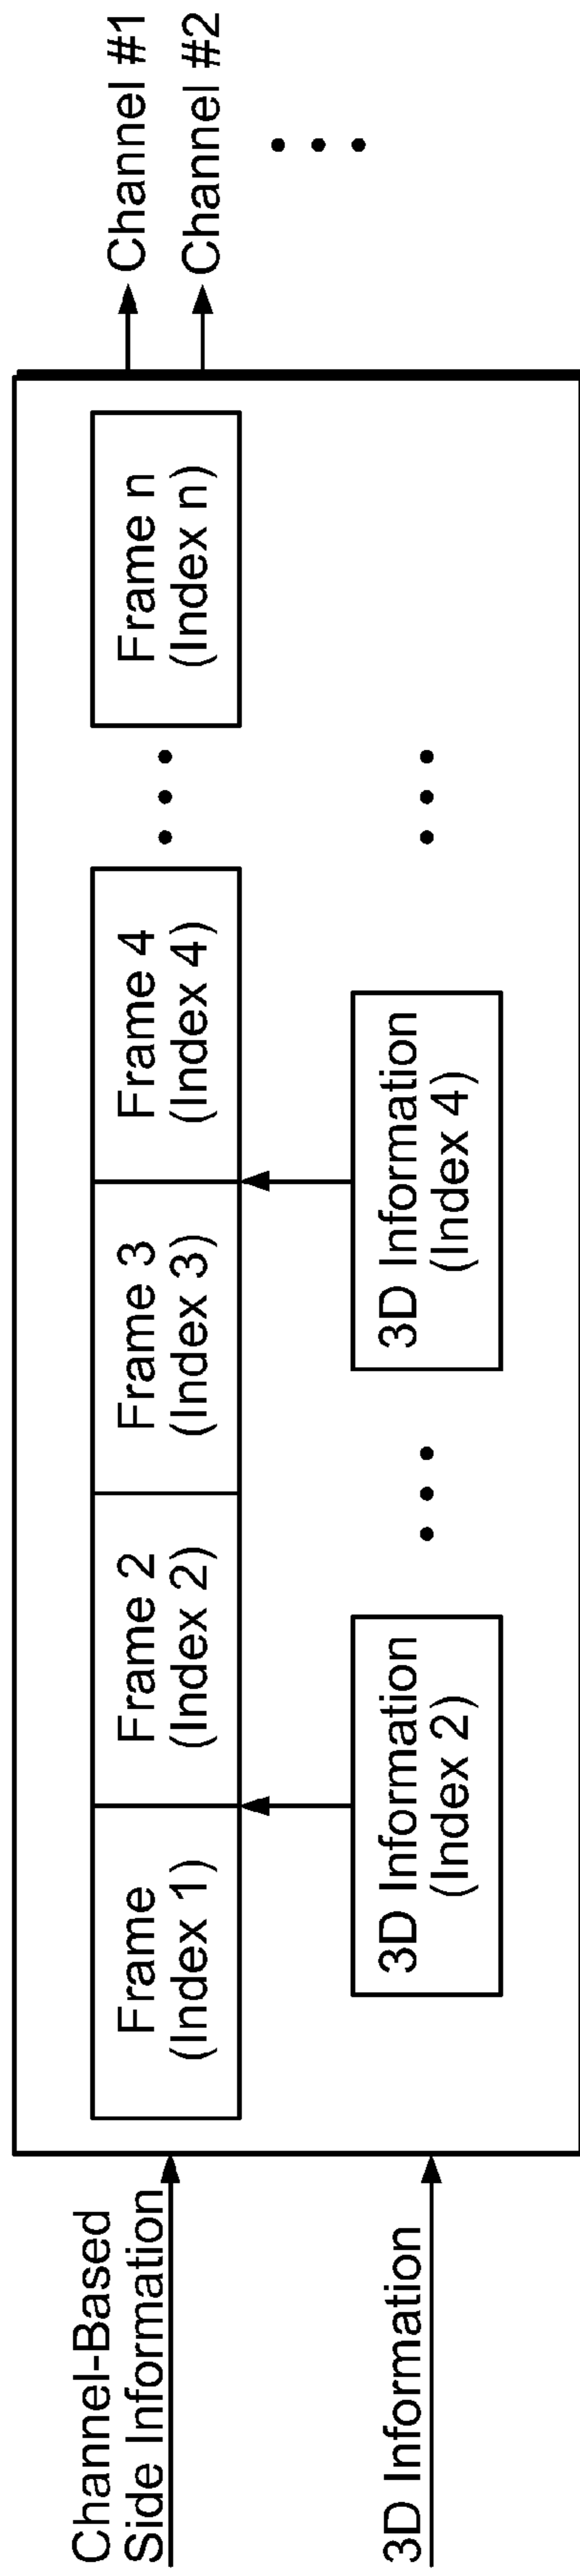 Channel-Based
Side Information
3D Information
Frame
(Index 1)
Frame 2
(Index 2)
Frame 3
(Index 3)
Frame 4
(Index 4)
Frame n
(Index n)
3D Information
(Index 2)
3D Information
(Index 4)
Channel #1
Channel #2